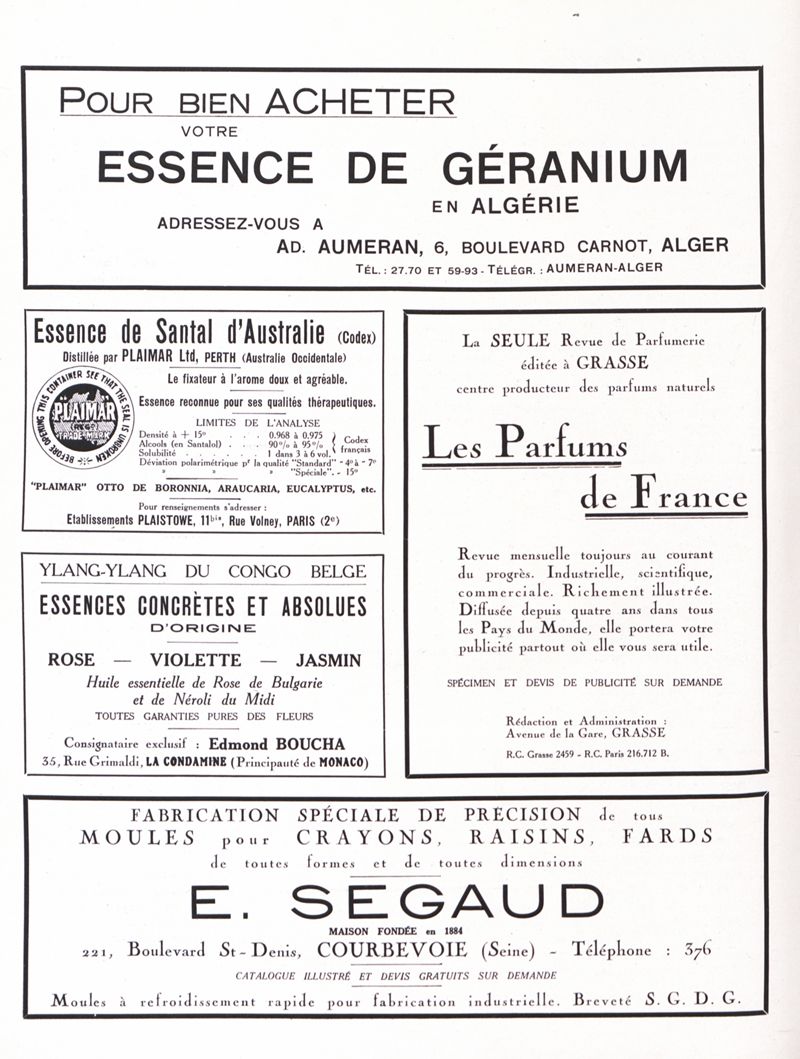 POUR BIEN ACHETER
VOTRE
ESSENCE DE GÉRANIUM
EN ALGÉRIE
ADRESSEZ-VOUS A
AD. AUMERAN, 6, BOULEVARD CARNOT, ALGER
TÉL. : 27.70 ET 59-93 - TÉLÉGR. : AUMERAN-ALGER
Essence de Santal d'Australie (Codex)
Distillée par PLAIMAR Ltd, PERTH (Australie Occidentale)
BEFORE OPENING THIS CONTAINER SEE THAT THE SEAL IS UNBROKEN
PLAIMAR
(REGD)
TRADE MARK
Le fixateur à l'arome doux et agréable.
Essence reconnue pour ses qualités thérapeutiques.
LIMITES DE L'ANALYSE
Densité à + 15° . . . 0.968 à 0.975
Alcools (en Santalol) . . . 90 % à 95 %
Solubilité . . . . . . 1 dans 3 à 6 vol.
Codex français
Déviation polarimétrique pr la qualité "Standard" - 4° à - 7°
" " " "Spéciale". - 15°
"PLAIMAR" OTTO DE BORONNIA, ARAUCARIA, EUCALYPTUS, etc.
Pour renseignements s'adresser :
Etablissements PLAISTOWE, 11bis, Rue Volney, PARIS (2e)
YLANG-YLANG DU CONGO BELGE
ESSENCES CONCRÈTES ET ABSOLUES
D'ORIGINE
ROSE — VIOLETTE — JASMIN
Huile essentielle de Rose de Bulgarie
et de Néroli du Midi
TOUTES GARANTIES PURES DES FLEURS
Consignataire exclusif : Edmond BOUCHA
35, Rue Grimaldi, LA CONDAMINE (Principauté de MONACO)
La SEULE Revue de Parfumerie
éditée à GRASSE
centre producteur des parfums naturels
Les Parfums
de France
Revue mensuelle toujours au courant
du progrès. Industrielle, scientifique,
commerciale. Richement illustrée.
Diffusée depuis quatre ans dans tous
les Pays du Monde, elle portera votre
publicité partout où elle vous sera utile.
SPÉCIMEN ET DEVIS DE PUBLICITÉ SUR DEMANDE
Rédaction et Administration :
Avenue de la Gare, GRASSE
R.C. Grasse 2459 - R.C. Paris 216.712 B.
FABRICATION SPÉCIALE DE PRÉCISION de tous
MOULES pour CRAYONS, RAISINS, FARDS
de toutes formes et de toutes dimensions
E. SEGAUD
MAISON FONDÉE en 1884
221, Boulevard St-Denis, COURBEVOIE (Seine) - Téléphone : 376
CATALOGUE ILLUSTRÉ ET DEVIS GRATUITS SUR DEMANDE
Moules à refroidissement rapide pour fabrication industrielle. Breveté S. G. D. G.